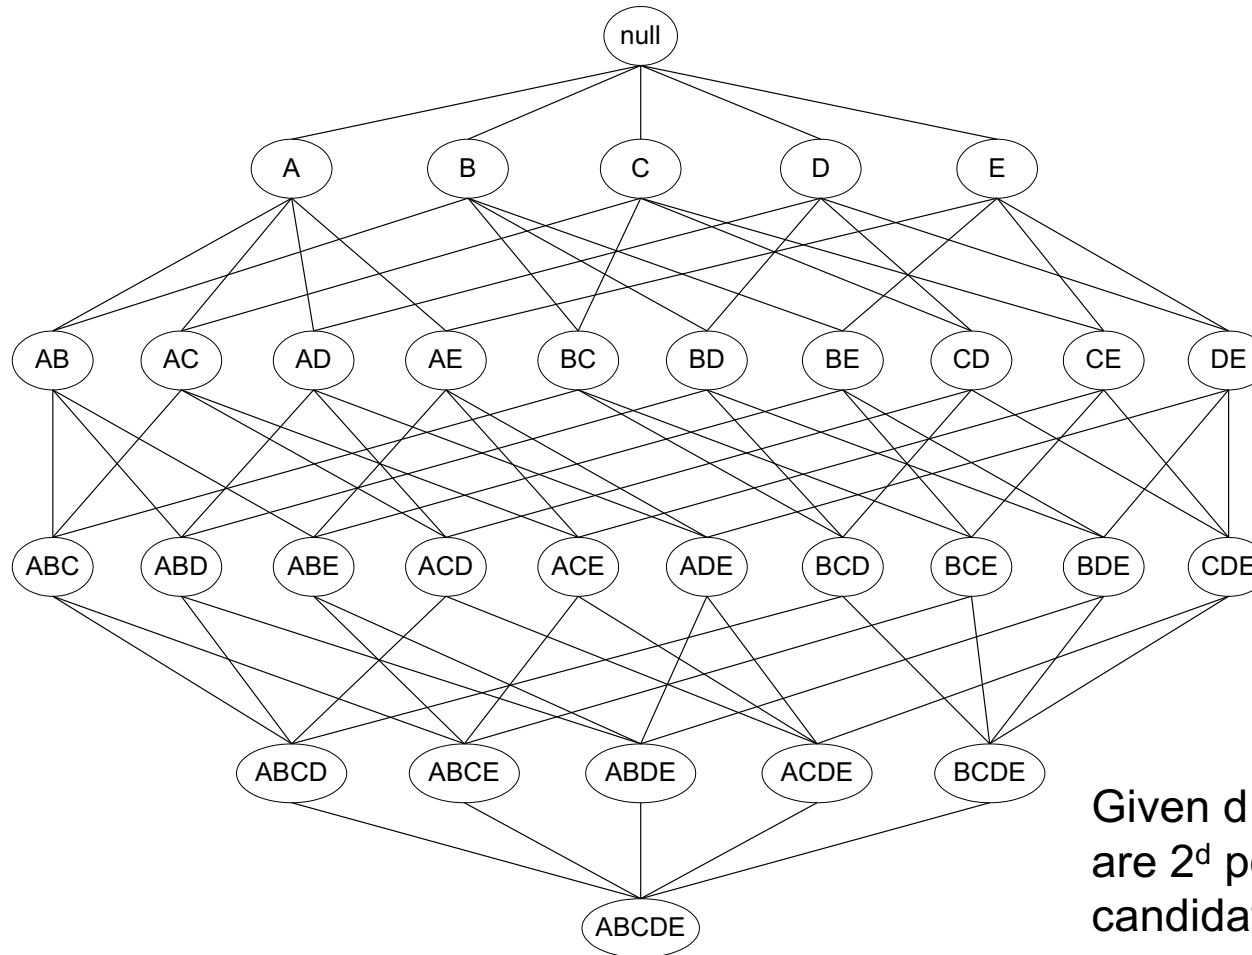 null
A B C D E
AB AC AD AE BC BD BE CD CE DE
ABC ABD ABE ACD ACE ADE BCD BCE BDE CDE
ABCD ABCE ABDE ACDE BCDE
ABCDE
Given d
are 2ᵈ